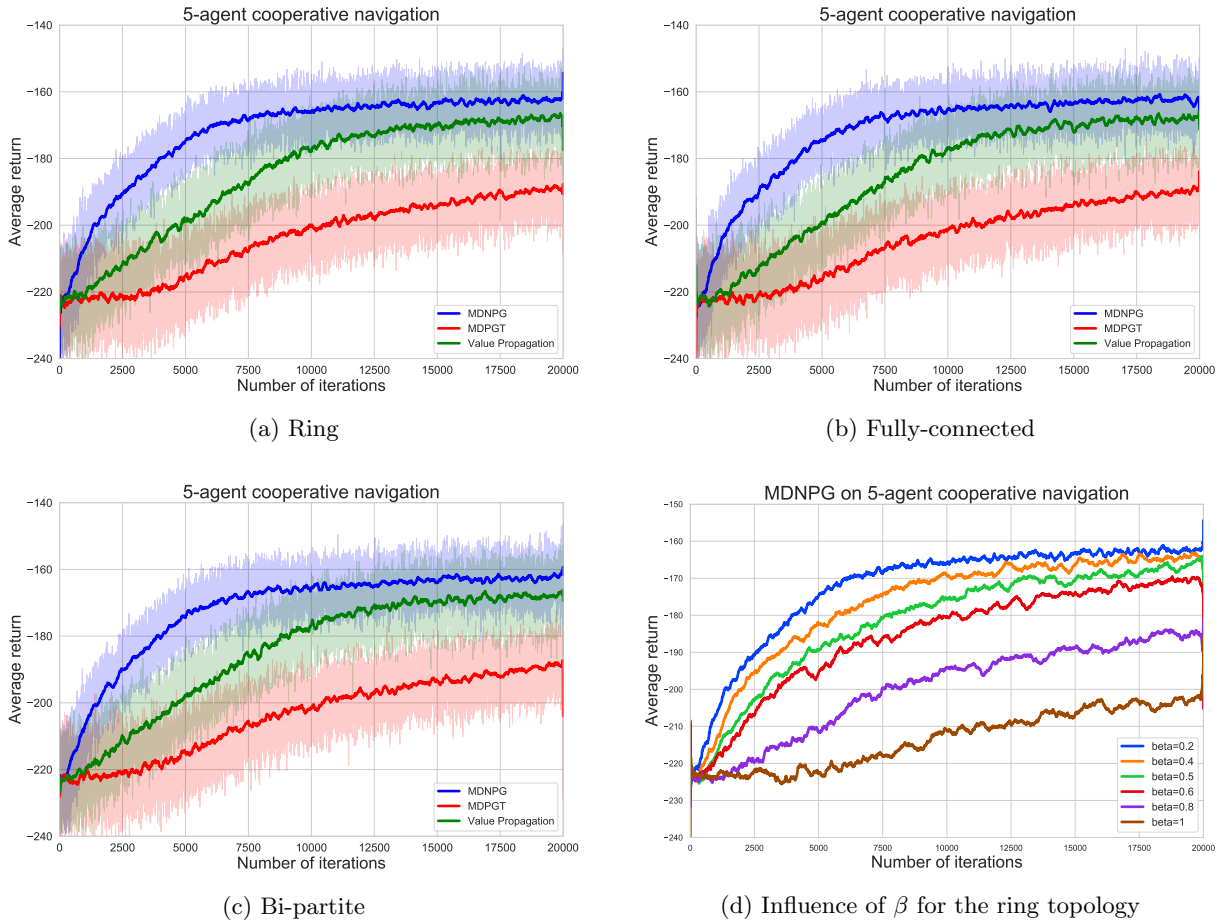 5-agent cooperative navigation
Average return
−140
−160
−180
−200
−220
−240
0
2500
5000
7500
10000
12500
15000
17500
20000
Number of iterations
MDNPG
MDPGT
Value Propagation
(a) Ring
5-agent cooperative navigation
Average return
−140
−160
−180
−200
−220
−240
0
2500
5000
7500
10000
12500
15000
17500
20000
Number of iterations
MDNPG
MDPGT
Value Propagation
(b) Fully-connected
5-agent cooperative navigation
Average return
−140
−160
−180
−200
−220
−240
0
2500
5000
7500
10000
12500
15000
17500
20000
Number of iterations
MDNPG
MDPGT
Value Propagation
(c) Bi-partite
MDNPG on 5-agent cooperative navigation
Average return
−150
−160
−170
−180
−190
−200
−210
−220
−230
−240
0
2500
5000
7500
10000
12500
15000
17500
20000
Number of iterations
beta=0.2
beta=0.4
beta=0.5
beta=0.6
beta=0.8
beta=1
(d) Influence of β for the ring topology